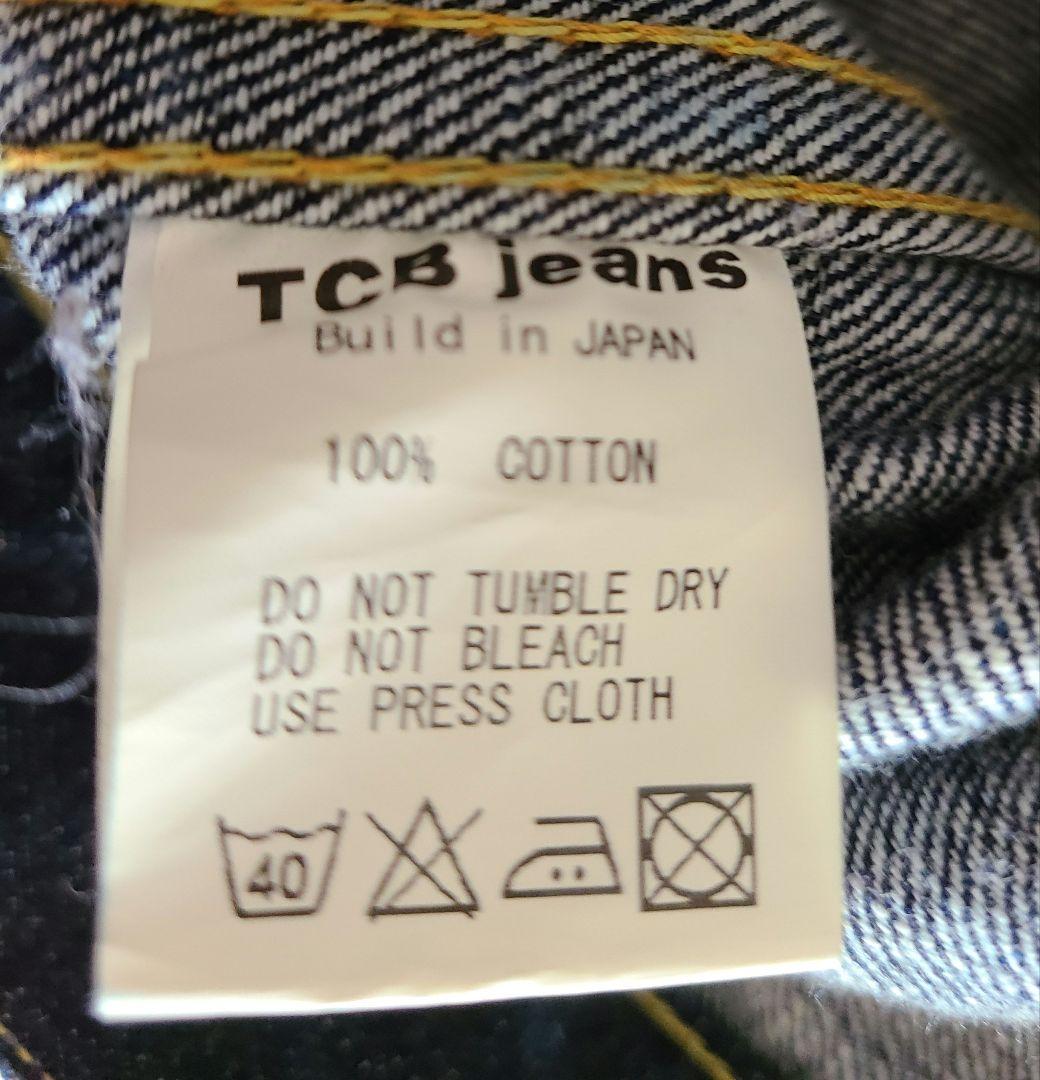 TCB jeans
Build in JAPAN
100% COTTON
DO NOT TUMBLE DRY
DO NOT BLEACH
USE PRESS CLOTH
40